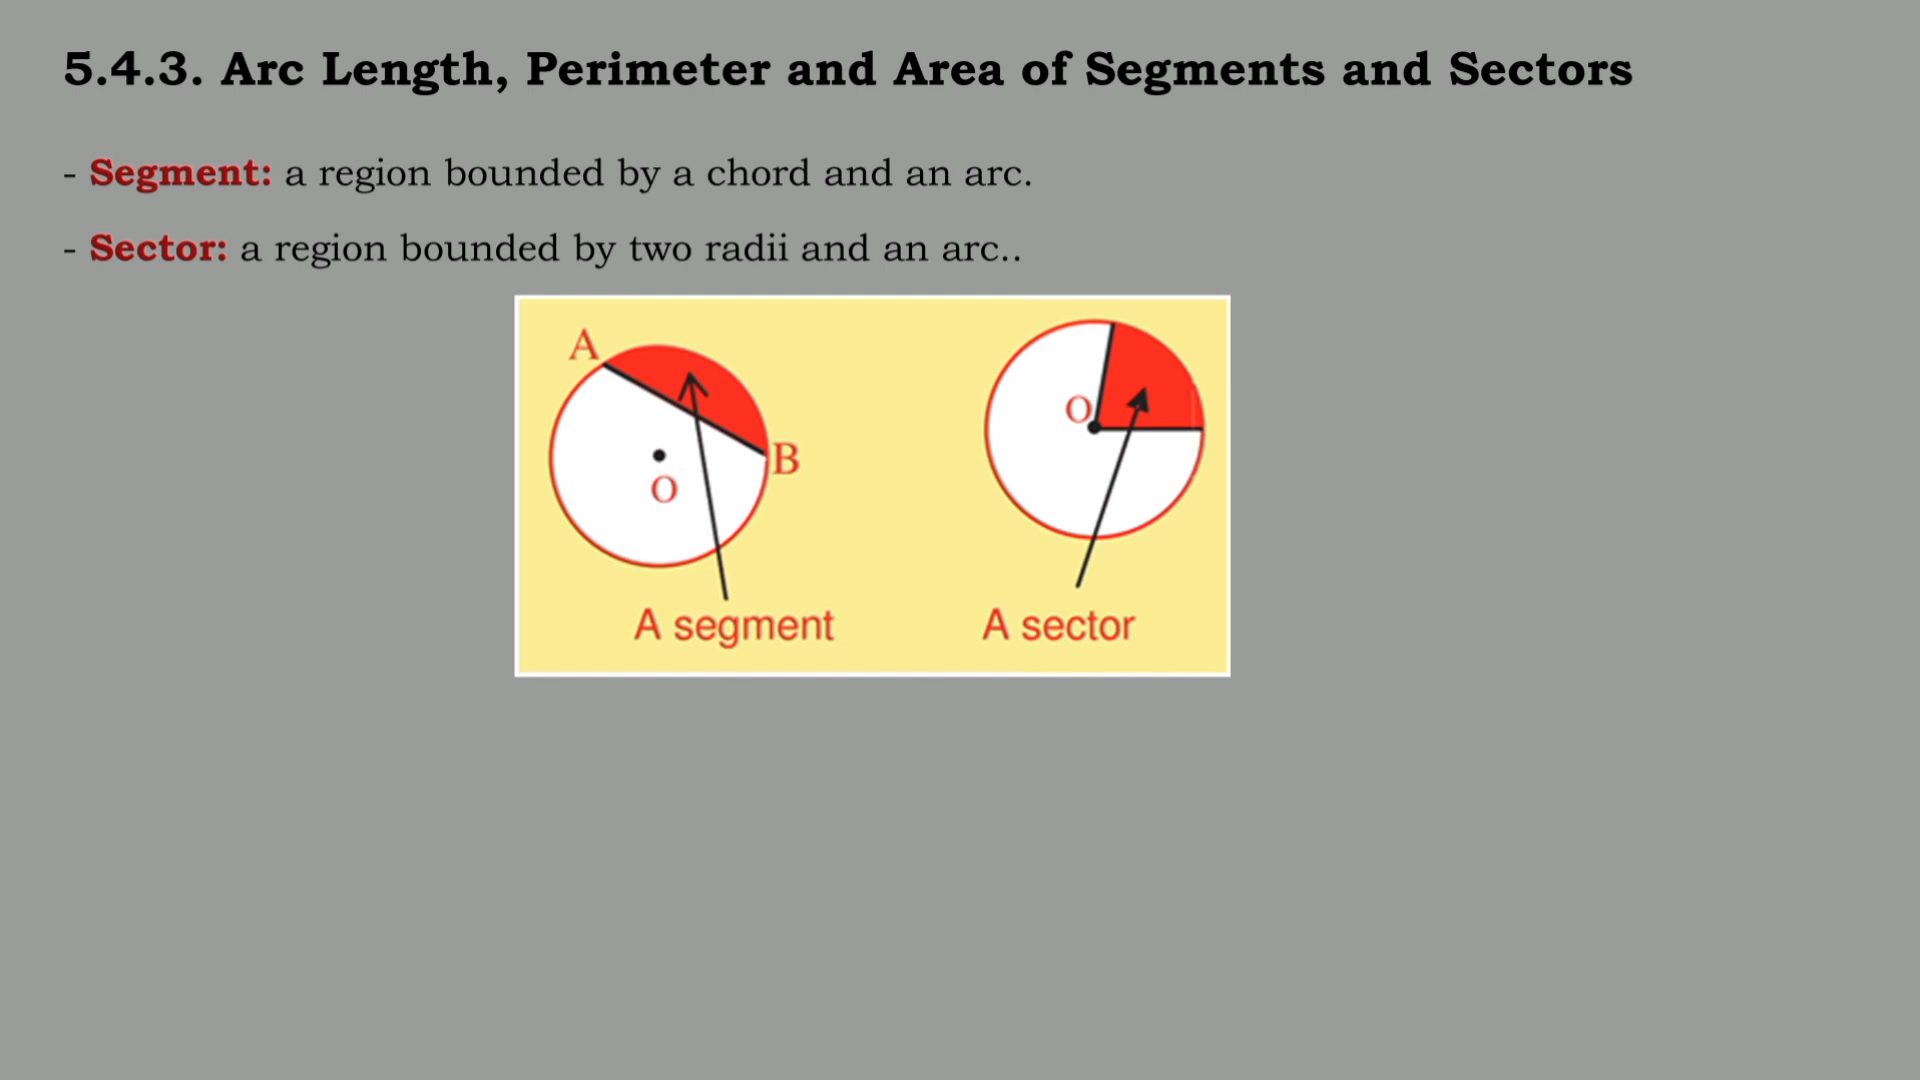 5.4.3. Arc Length, Perimeter and Area of Segments and Sectors
- Segment: a region bounded by a chord and an arc.
- Sector: a region bounded by two radii and an arc..
A
B
O
O
A segment
A sector